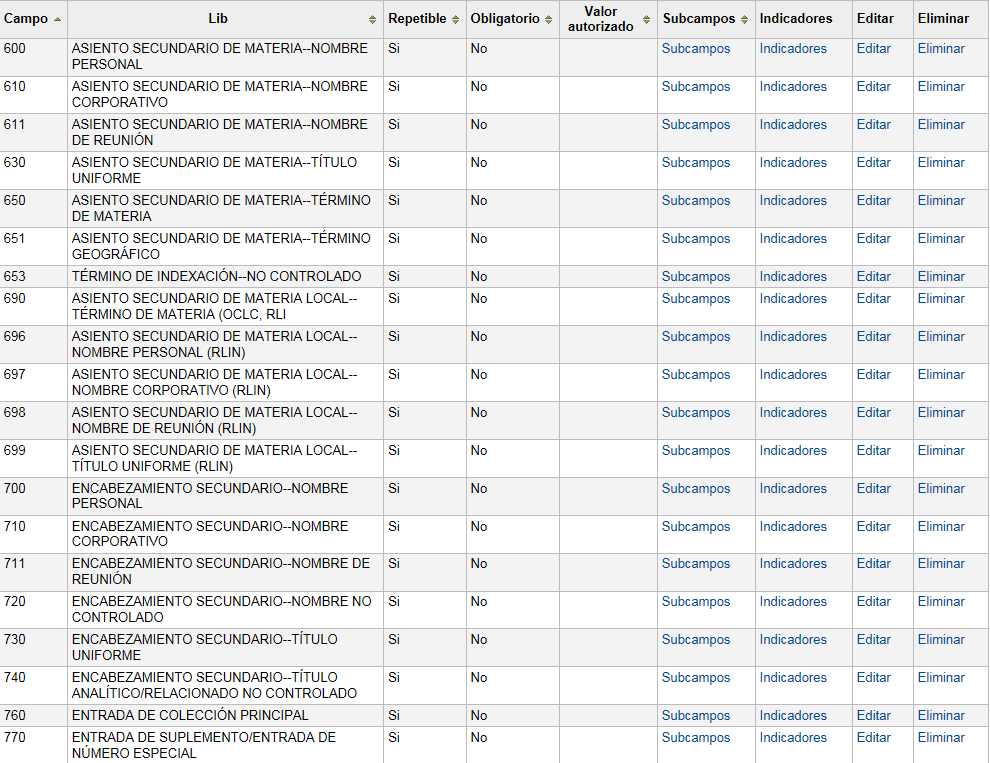 Campo Lib Repetible Obligatorio Valor autorizado Subcampos Indicadores Editar Eliminar
600 ASIENTO SECUNDARIO DE MATERIA--NOMBRE Si No Subcampos Indicadores Editar Eliminar
PERSONAL
610 ASIENTO SECUNDARIO DE MATERIA--NOMBRE Si No Subcampos Indicadores Editar Eliminar
CORPORATIVO
611 ASIENTO SECUNDARIO DE MATERIA--NOMBRE Si No Subcampos Indicadores Editar Eliminar
DE REUNIÓN
630 ASIENTO SECUNDARIO DE MATERIA--TÍTULO Si No Subcampos Indicadores Editar Eliminar
UNIFORME
650 ASIENTO SECUNDARIO DE MATERIA--TÉRMINO Si No Subcampos Indicadores Editar Eliminar
DE MATERIA
651 ASIENTO SECUNDARIO DE MATERIA--TÉRMINO Si No Subcampos Indicadores Editar Eliminar
GEOGRÁFICO
653 TÉRMINO DE INDEXACIÓN--NO CONTROLADO Si No Subcampos Indicadores Editar Eliminar
690 ASIENTO SECUNDARIO DE MATERIA LOCAL-- Si No Subcampos Indicadores Editar Eliminar
TÉRMINO DE MATERIA (OCLC, RLI
696 ASIENTO SECUNDARIO DE MATERIA LOCAL-- Si No Subcampos Indicadores Editar Eliminar
NOMBRE PERSONAL (RLIN)
697 ASIENTO SECUNDARIO DE MATERIA LOCAL-- Si No Subcampos Indicadores Editar Eliminar
NOMBRE CORPORATIVO (RLIN)
698 ASIENTO SECUNDARIO DE MATERIA LOCAL-- Si No Subcampos Indicadores Editar Eliminar
NOMBRE DE REUNIÓN (RLIN)
699 ASIENTO SECUNDARIO DE MATERIA LOCAL-- Si No Subcampos Indicadores Editar Eliminar
TÍTULO UNIFORME (RLIN)
700 ENCABEZAMIENTO SECUNDARIO--NOMBRE Si No Subcampos Indicadores Editar Eliminar
PERSONAL
710 ENCABEZAMIENTO SECUNDARIO--NOMBRE Si No Subcampos Indicadores Editar Eliminar
CORPORATIVO
711 ENCABEZAMIENTO SECUNDARIO--NOMBRE DE Si No Subcampos Indicadores Editar Eliminar
REUNIÓN
720 ENCABEZAMIENTO SECUNDARIO--NOMBRE NO Si No Subcampos Indicadores Editar Eliminar
CONTROLADO
730 ENCABEZAMIENTO SECUNDARIO--TÍTULO Si No Subcampos Indicadores Editar Eliminar
UNIFORME
740 ENCABEZAMIENTO SECUNDARIO--TÍTULO Si No Subcampos Indicadores Editar Eliminar
ANALÍTICO/RELACIONADO NO CONTROLADO
760 ENTRADA DE COLECCIÓN PRINCIPAL Si No Subcampos Indicadores Editar Eliminar
770 ENTRADA DE SUPLEMENTO/ENTRADA DE Si No Subcampos Indicadores Editar Eliminar
NÚMERO ESPECIAL